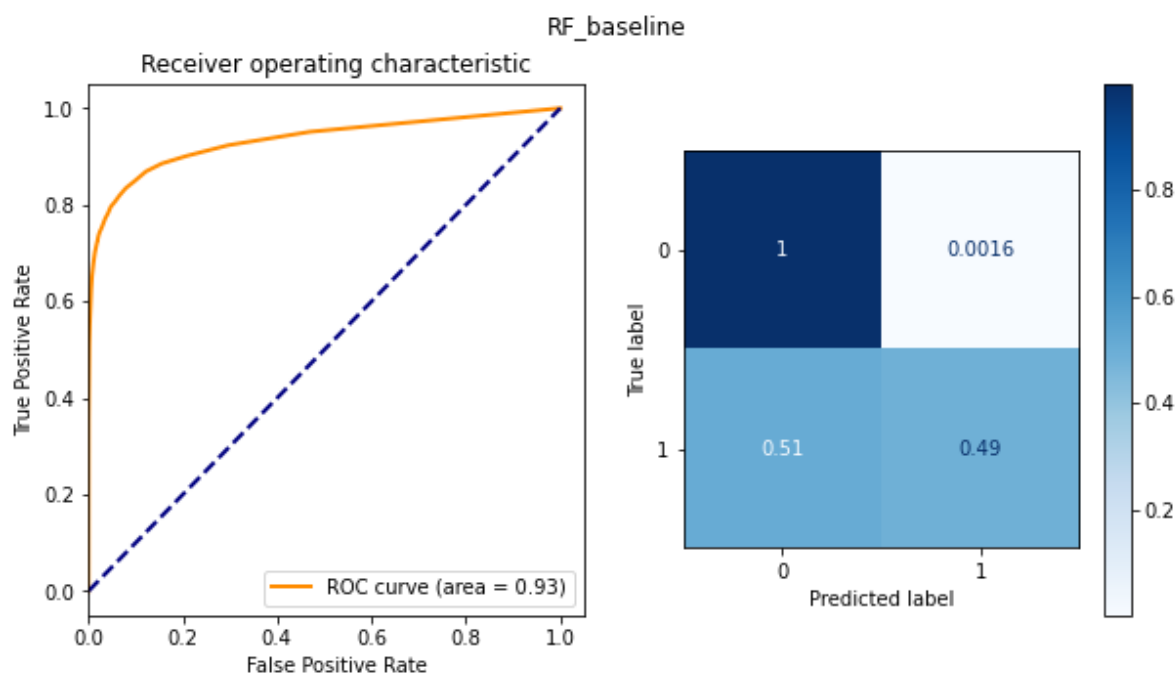 RF_baseline
Receiver operating characteristic
1.0
0.8
0.6
0.4
0.2
0.0
True Positive Rate
0.0 0.2 0.4 0.6 0.8 1.0
False Positive Rate
ROC curve (area = 0.93)
True label
0
1
1 0.0016
0.51 0.49
0 1
Predicted label
0.8
0.6
0.4
0.2